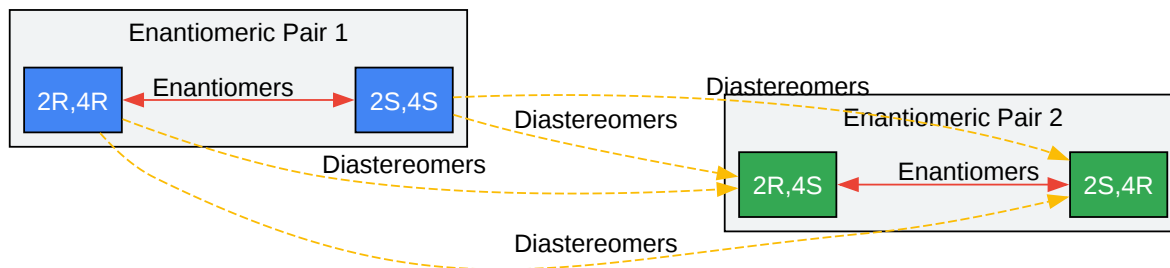 Enantiomeric Pair 1
2R,4R
Enantiomers
2S,4S
Diastereomers
Diastereomers
Enantiomeric Pair 2
Diastereomers
2R,4S
Enantiomers
2S,4R
Diastereomers